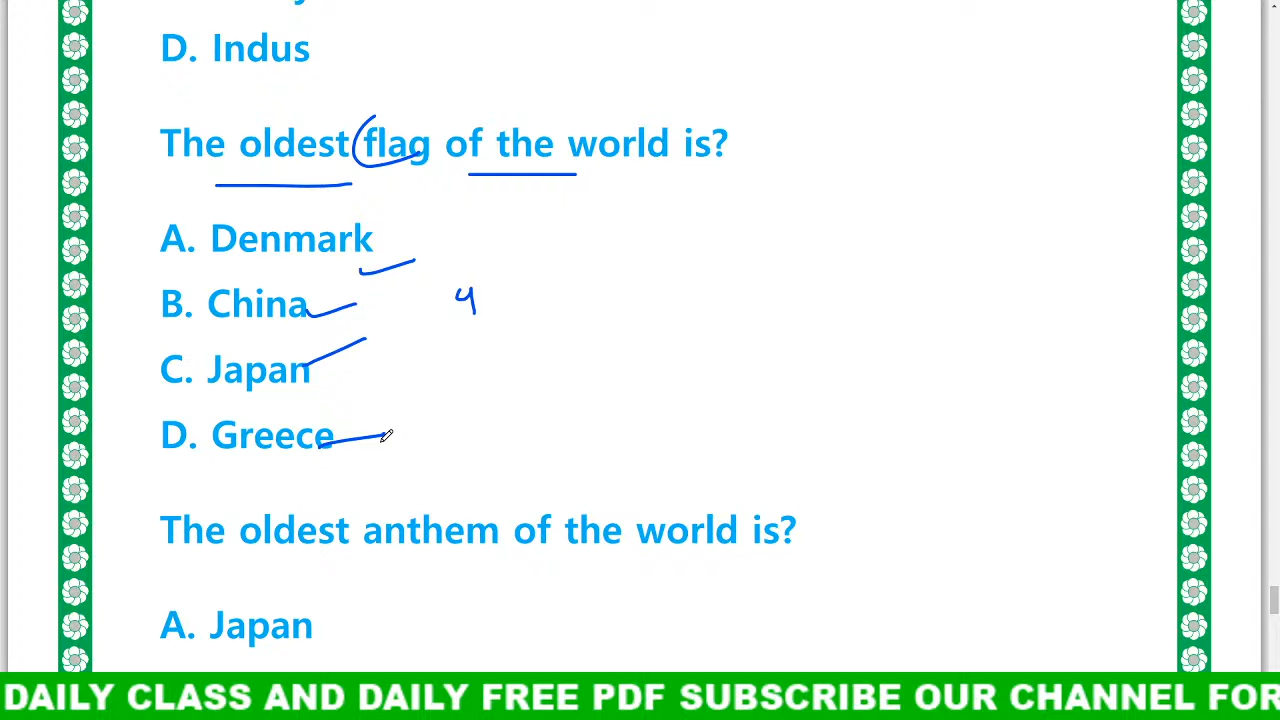 D. Indus
The oldest flag of the world is?
A. Denmark
B. China
4
C. Japan
D. Greece
The oldest anthem of the world is?
A. Japan
DAILY CLASS AND DAILY FREE PDF SUBSCRIBE OUR CHANNEL FOR